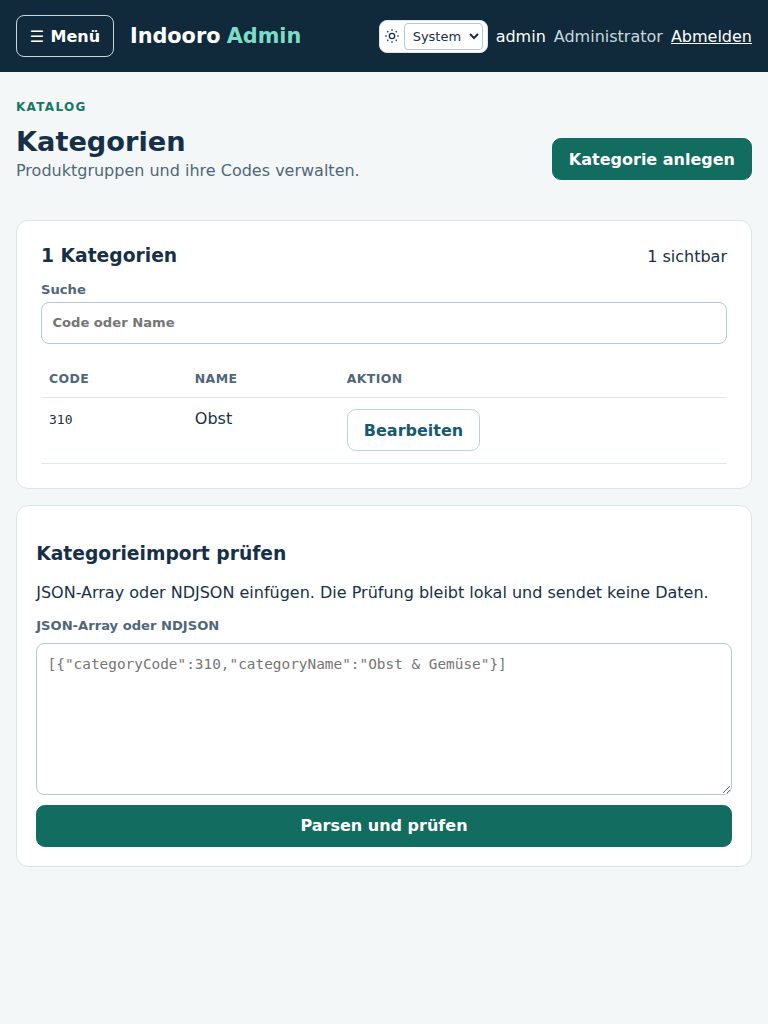 ☰ Menü
Indooro Admin
System
admin Administrator Abmelden
KATALOG
Kategorien
Produktgruppen und ihre Codes verwalten.
Kategorie anlegen
1 Kategorien
1 sichtbar
Suche
Code oder Name
CODE NAME AKTION
310 Obst Bearbeiten
Kategorieimport prüfen
JSON-Array oder NDJSON einfügen. Die Prüfung bleibt lokal und sendet keine Daten.
JSON-Array oder NDJSON
[{"categoryCode":310,"categoryName":"Obst & Gemüse"}]
Parsen und prüfen